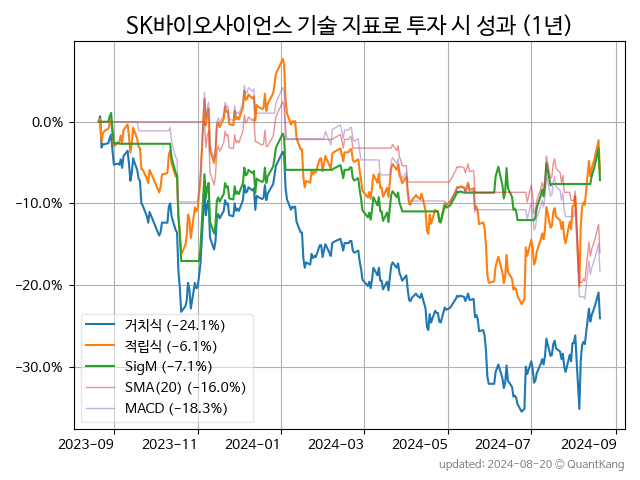 SK바이오사이언스 기술 지표로 투자 시 성과 (1년)
0.0%
−10.0%
−20.0%
−30.0%
거치식 (−24.1%)
적립식 (−6.1%)
SigM (−7.1%)
SMA(20) (−16.0%)
MACD (−18.3%)
2023-09 2023-11 2024-01 2024-03 2024-05 2024-07 2024-09
updated: 2024-08-20 © QuantKang